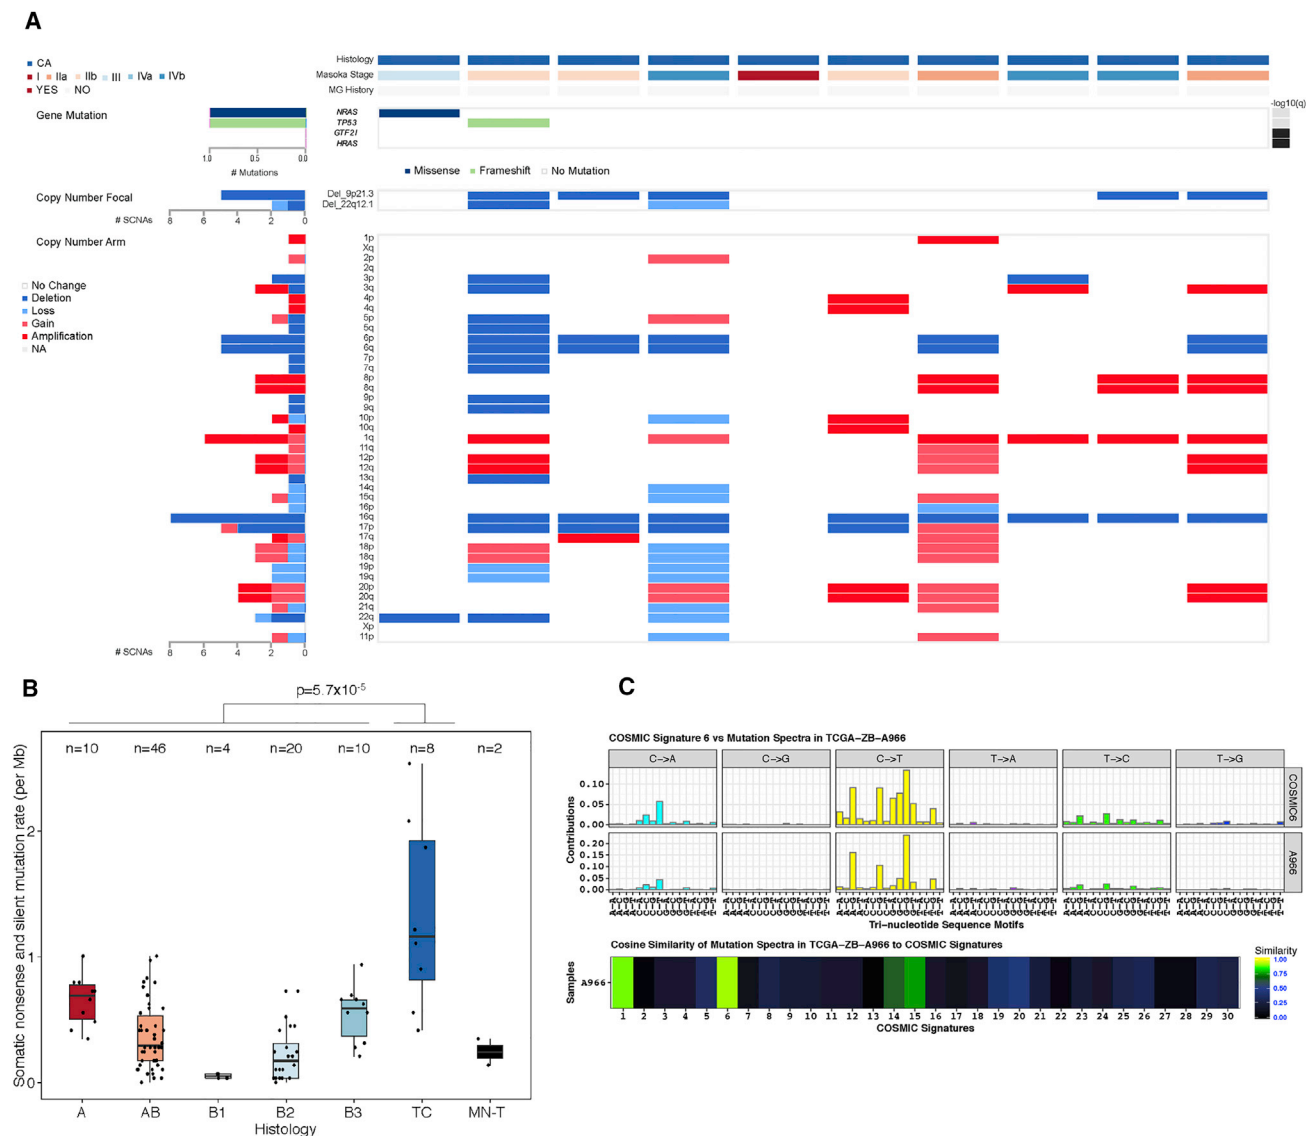 A
CA
I IIa IIb III IVa IVb
YES NO
Histology
Masoka Stage
MG History
Gene Mutation
NRAS
TP53
GTF2I
HRAS
-log10(q)
1.0 0.5 0.0
# Mutations
Missense Frameshift No Mutation
Copy Number Focal
Del_9p21.3
Del_22q12.1
# SCNAs 8 6 4 2 0
Copy Number Arm
No Change
Deletion
Loss
Gain
Amplification
NA
1p
Xq
2p
2q
3p
3q
4p
4q
5p
5q
6p
6q
7p
7q
8p
8q
9p
9q
10p
10q
1q
11q
12p
12q
13q
14q
15q
16p
16q
17p
17q
18p
18q
19p
19q
20p
20q
21q
22q
Xp
11p
# SCNAs 8 6 4 2 0
B
p=5.7x10-5
n=10 n=46 n=4 n=20 n=10 n=8 n=2
Somatic nonsense and silent mutation rate (per Mb)
2
1
0
A AB B1 B2 B3 TC MN-T
Histology
C
COSMIC Signature 6 vs Mutation Spectra in TCGA-ZB-A966
C->A C->G C->T T->A T->C T->G
Contributions
0.10
0.05
0.00
COSMIC6
0.20
0.15
0.10
0.05
0.00
A966
Tri-nucleotide Sequence Motifs
Cosine Similarity of Mutation Spectra in TCGA-ZB-A966 to COSMIC Signatures
Samples
A966
1 2 3 4 5 6 7 8 9 10 11 12 13 14 15 16 17 18 19 20 21 22 23 24 25 26 27 28 29 30
COSMIC Signatures
Similarity
1.00
0.75
0.50
0.25
0.00